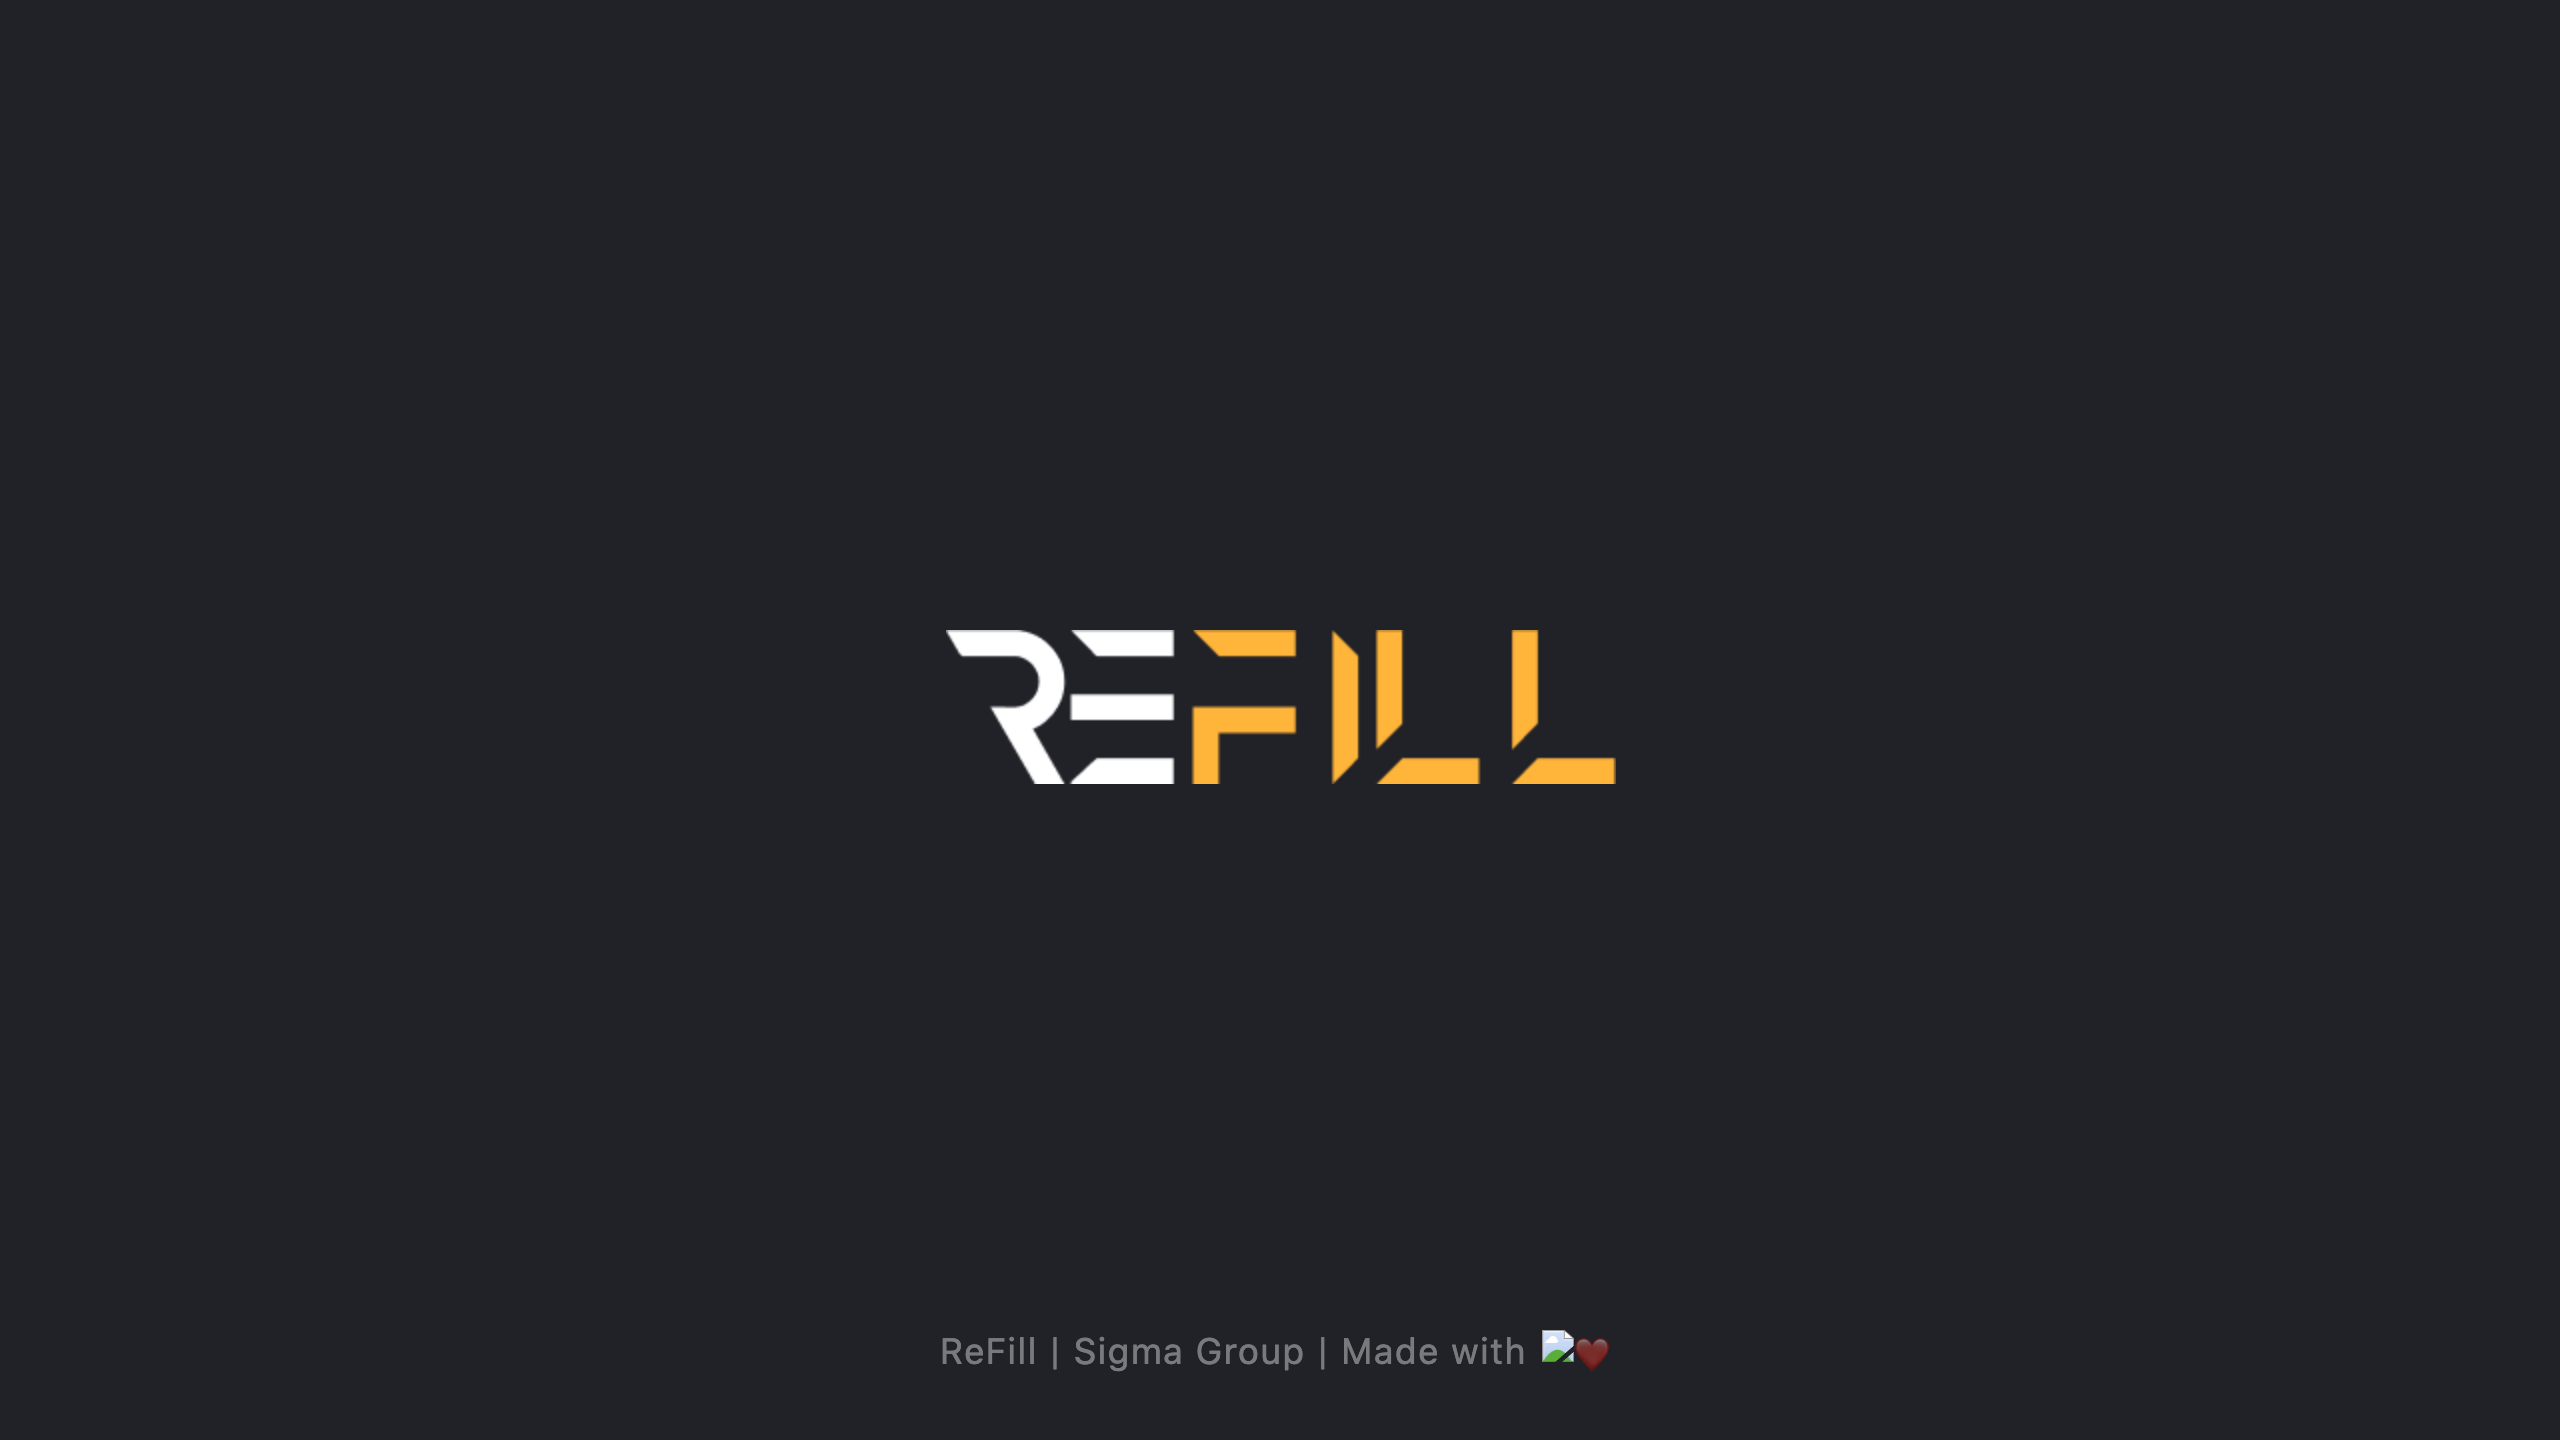 REFILL
ReFill | Sigma Group | Made with ❤️